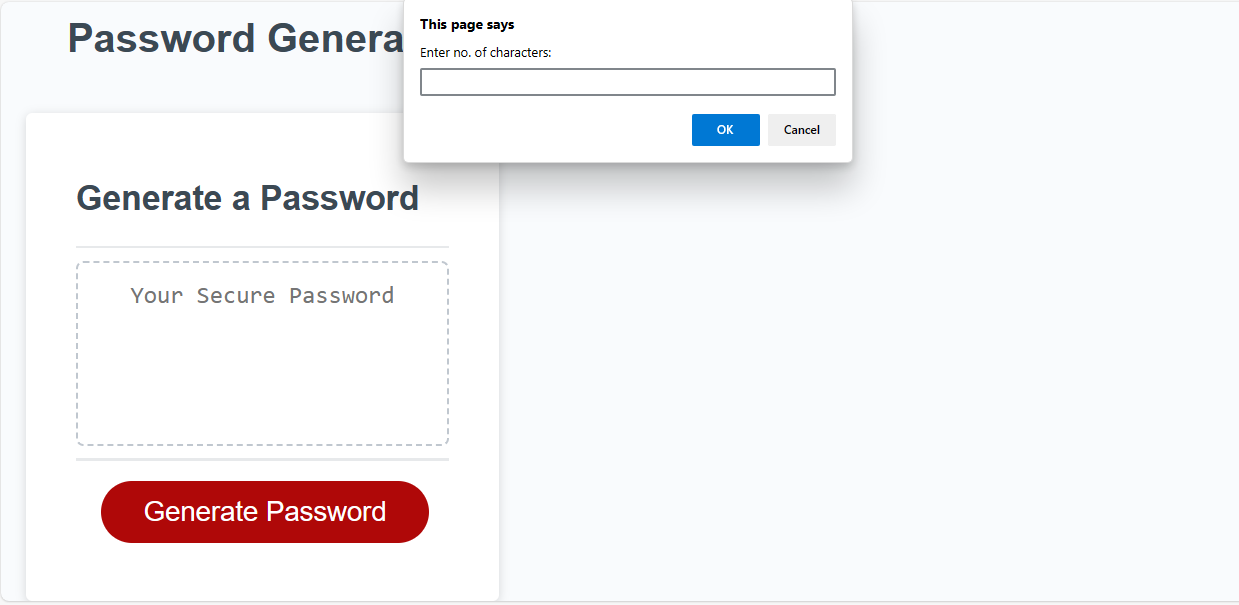 Password Genera
This page says
Enter no. of characters:
OK
Cancel
Generate a Password
Your Secure Password
Generate Password